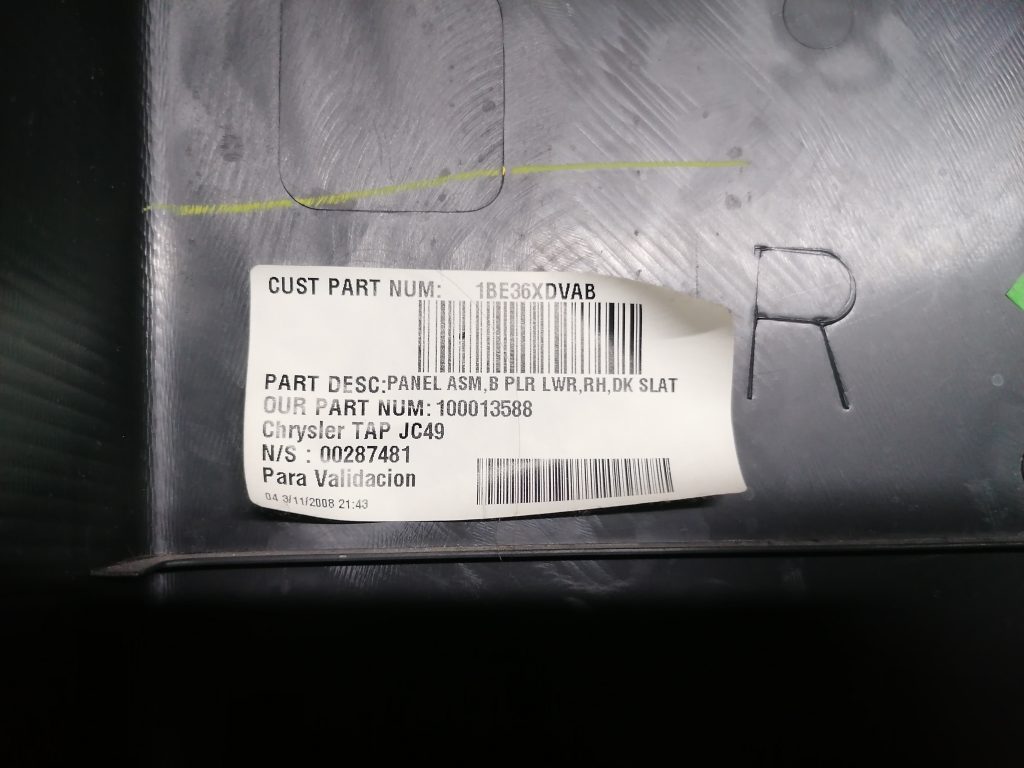 CUST PART NUM: 1BE36XDVAB
PART DESC:PANEL ASM,B PLR LWR,RH,DK SLAT
OUR PART NUM:100013588
Chrysler TAP JC49
N/S : 00287481
Para Validacion
04 3/11/2008 21:43
R